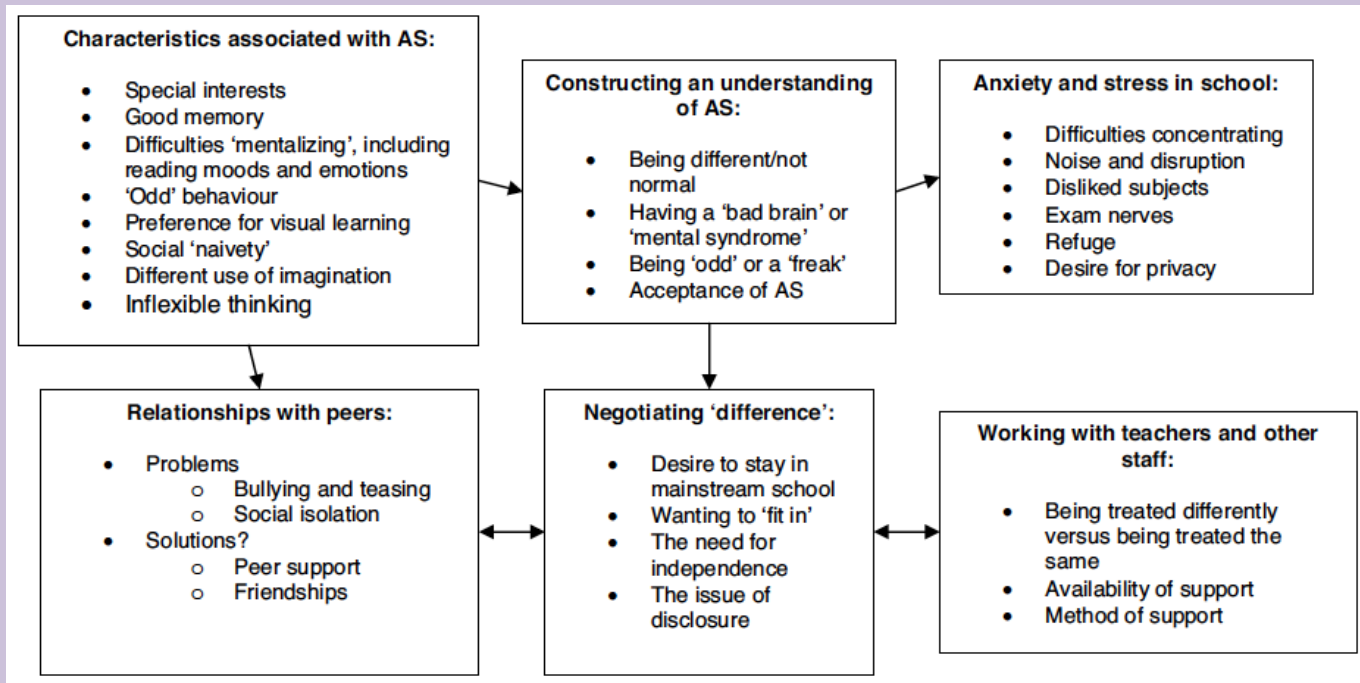 Characteristics associated with AS:
• Special interests
• Good memory
• Difficulties ‘mentalizing’, including
reading moods and emotions
• ‘Odd’ behaviour
• Preference for visual learning
• Social ‘naivety’
• Different use of imagination
• Inflexible thinking
Constructing an understanding
of AS:
• Being different/not
normal
• Having a ‘bad brain’ or
‘mental syndrome’
• Being ‘odd’ or a ‘freak’
• Acceptance of AS
Anxiety and stress in school:
• Difficulties concentrating
• Noise and disruption
• Disliked subjects
• Exam nerves
• Refuge
• Desire for privacy
Relationships with peers:
• Problems
o Bullying and teasing
o Social isolation
• Solutions?
o Peer support
o Friendships
Negotiating ‘difference’:
• Desire to stay in
mainstream school
• Wanting to ‘fit in’
• The need for
independence
• The issue of
disclosure
Working with teachers and other
staff:
• Being treated differently
versus being treated the
same
• Availability of support
• Method of support